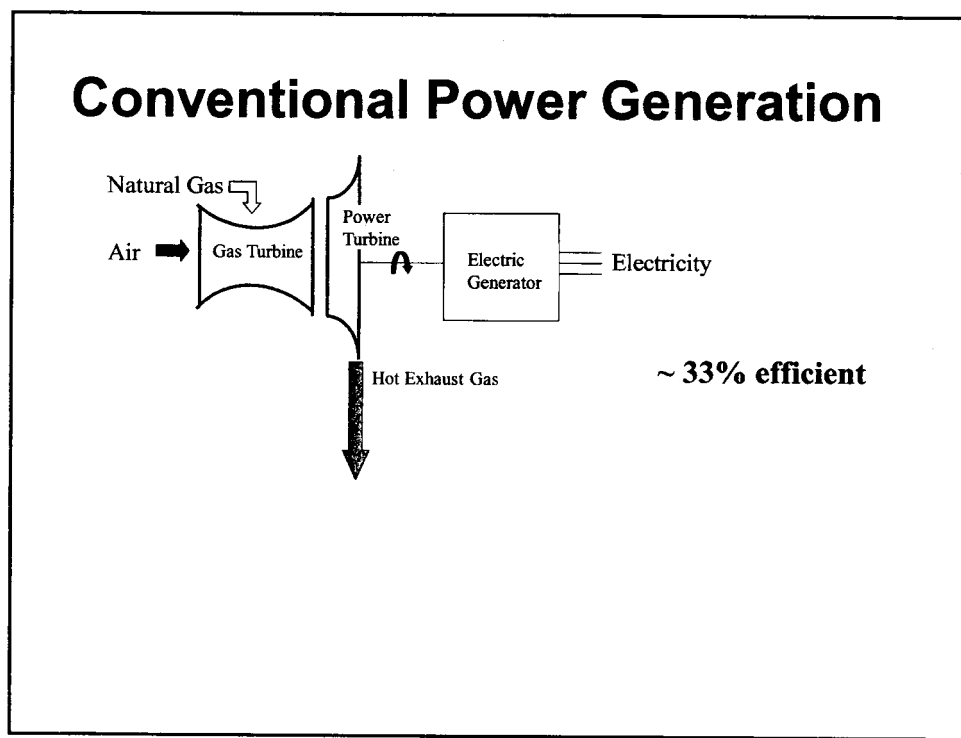 Conventional Power Generation
Natural Gas
Air
Gas Turbine
Power
Turbine
Electric
Generator
Electricity
Hot Exhaust Gas
~ 33% efficient